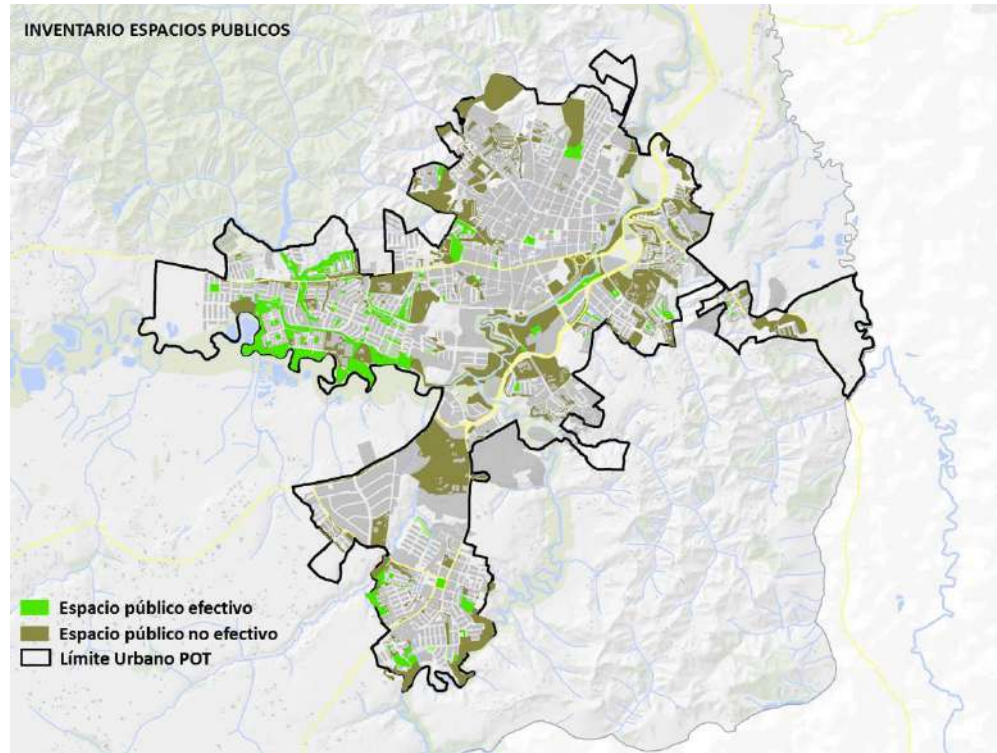 INVENTARIO ESPACIOS PUBLICOS
Espacio público efectivo
Espacio público no efectivo
Límite Urbano POT